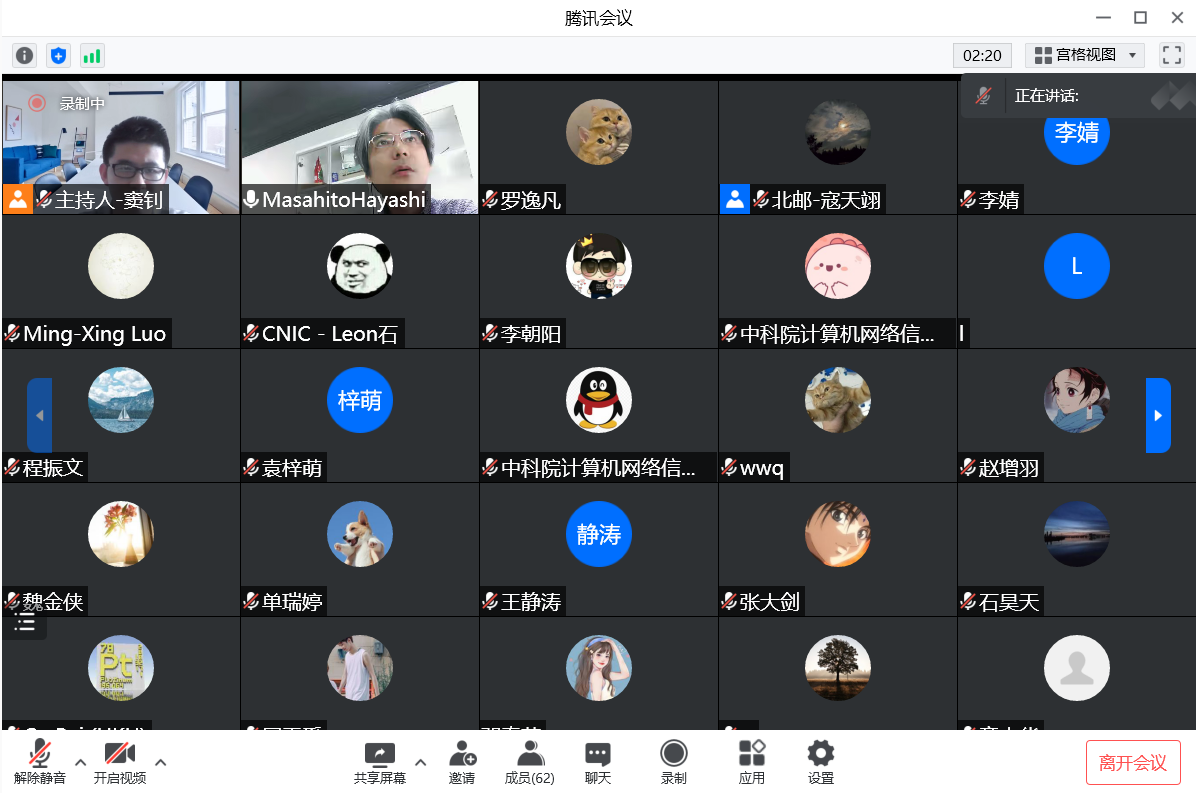 腾讯会议
02:20
宫格视图
录制中
正在讲话:
李婧
主持人-窦钊
MasahitoHayashi
罗逸凡
北邮-寇天翊
李婧
L
Ming-Xing Luo
CNIC - Leon石
李朝阳
中科院计算机网络信...
l
梓萌
程振文
袁梓萌
中科院计算机网络信...
wwq
赵增羽
静涛
魏金侠
单瑞婷
王静涛
张大剑
石昊天
78
Pt
解除静音
开启视频
共享屏幕
邀请
成员(62)
聊天
录制
应用
设置
离开会议